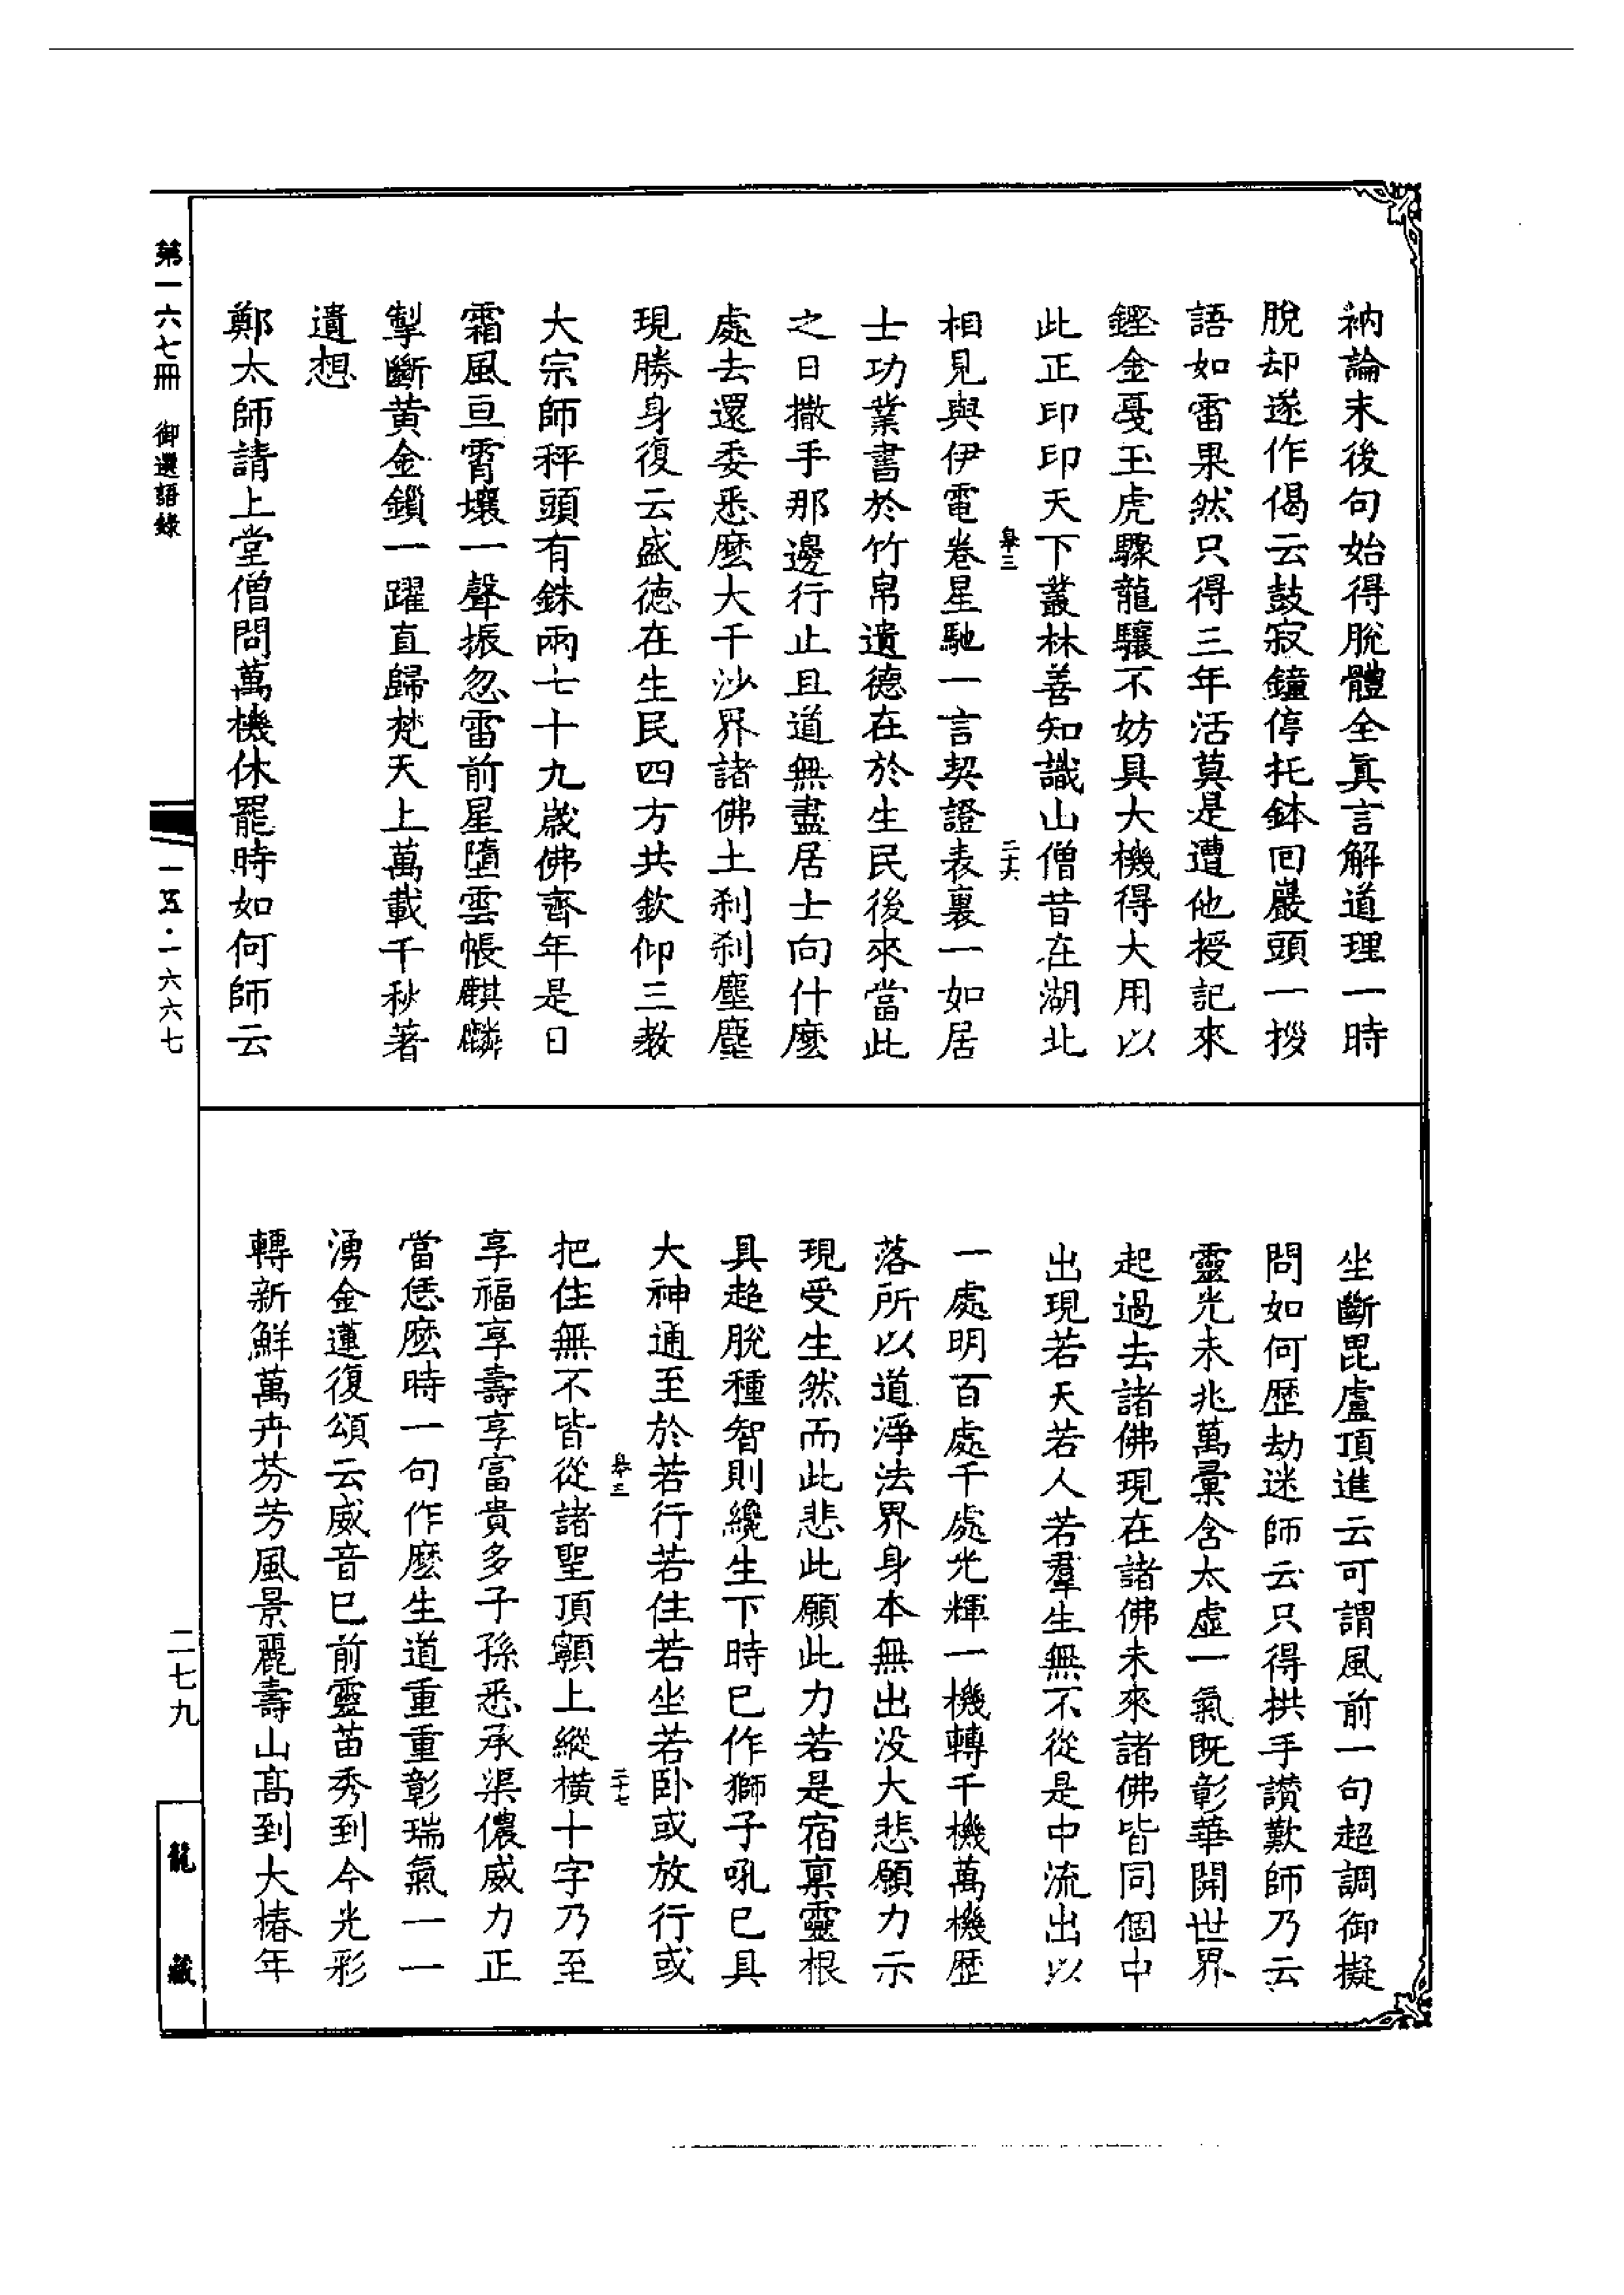 衲論末後句始得脫體全眞言解道理一時
脫却遂作偈云鼓寂鐘停托鉢回巖頭一拶
語如雷果然只得三年活莫是遭他授記來
鏗金戛玉虎驟龍驤不妨具大機得大用以
此正印印天下叢林善知識山僧昔在湖北
臯三
二十六
相見與伊電卷星馳一言契證表裏一如居
士功業書於竹帛遺德在於生民後來當此
之日撒手那邊行止且道無盡居士向什麼
處去還委悉麼大千沙界諸佛土刹刹塵塵
現勝身復云盛德在生民四方共欽仰三教
大宗師秤頭有銖兩七十九歲佛齊年是日
霜風亘霄壤一聲振忽雷前星墮雲帳麒麟
掣斷黄金鎖一躍直歸梵天上萬載千秋著
遺想
鄭太師請上堂僧問萬機休罷時如何師云
坐斷毘盧頂進云可謂風前一句超調御擬
問如何歷劫迷師云只得拱手讚歎師乃云
靈光未兆萬彙含太虛一氣旣彰華開世界
起過去諸佛現在諸佛未來諸佛皆同個中
出現若天若人若羣生無不從是中流出以
一處明百處千處光輝一機轉千機萬機歷
落所以道淨法界身本無出没大悲願力示
現受生然而此悲此願此力若是宿稟靈根
具超脫種智則纔生下時已作獅子吼已具
大神通至於若行若住若坐若卧或放行或
臯三
二十七
把住無不皆從諸聖頂𩕳上縱橫十字乃至
享福享壽享富貴多子孫悉承渠儂威力正
當恁麼時一句作麼生道重重彰瑞氣一一
湧金蓮復頌云威音巳前靈苗秀到今光彩
轉新鮮萬卉芬芳風景麗壽山高到大椿年
第一六七冊 御選語錄
一五·一六六七
二七九
龍藏